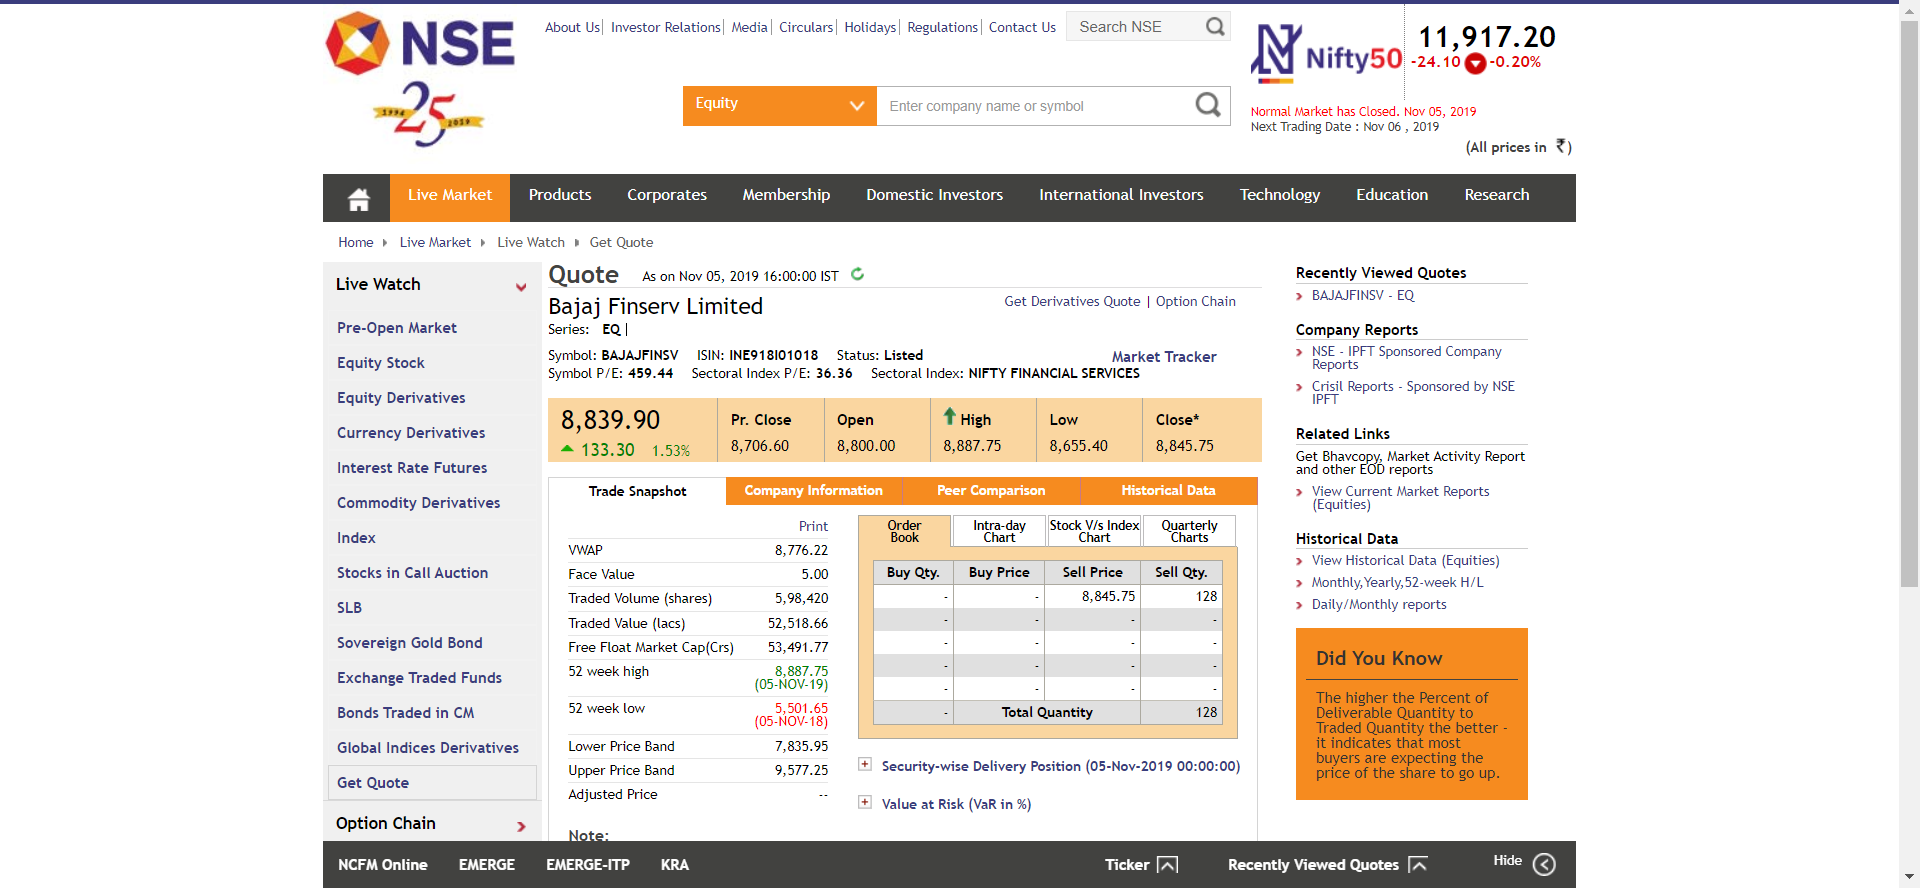 NSE
1994 25 2019
About Us Investor Relations Media Circulars Holidays Regulations Contact Us
Search NSE
Equity
Enter company name or symbol
Nifty50
11,917.20
-24.10 -0.20%
Normal Market has Closed. Nov 05, 2019
Next Trading Date : Nov 06 , 2019
(All prices in ₹)
Live Market Products Corporates Membership Domestic Investors International Investors Technology Education Research
Home Live Market Live Watch Get Quote
Live Watch
Pre-Open Market
Equity Stock
Equity Derivatives
Currency Derivatives
Interest Rate Futures
Commodity Derivatives
Index
Stocks in Call Auction
SLB
Sovereign Gold Bond
Exchange Traded Funds
Bonds Traded in CM
Global Indices Derivatives
Get Quote
Option Chain
Quote As on Nov 05, 2019 16:00:00 IST
Bajaj Finserv Limited
Get Derivatives Quote | Option Chain
Series: EQ |
Symbol: BAJAJFINSV ISIN: INE918I01018 Status: Listed
Market Tracker
Symbol P/E: 459.44 Sectoral Index P/E: 36.36 Sectoral Index: NIFTY FINANCIAL SERVICES
8,839.90
133.30 1.53%
Pr. Close Open High Low Close*
8,706.60 8,800.00 8,887.75 8,655.40 8,845.75
Trade Snapshot Company Information Peer Comparison Historical Data
Print
VWAP 8,776.22
Face Value 5.00
Traded Volume (shares) 5,98,420
Traded Value (lacs) 52,518.66
Free Float Market Cap(Crs) 53,491.77
52 week high 8,887.75
(05-NOV-19)
52 week low 5,501.65
(05-NOV-18)
Lower Price Band 7,835.95
Upper Price Band 9,577.25
Adjusted Price --
Note:
Order Book
Intra-day Chart
Stock V/s Index Chart
Quarterly Charts
Buy Qty. Buy Price Sell Price Sell Qty.
- - 8,845.75 128
- - - -
- - - -
- - - -
- - - -
- Total Quantity 128
Security-wise Delivery Position (05-Nov-2019 00:00:00)
Value at Risk (VaR in %)
Recently Viewed Quotes
BAJAJFINSV - EQ
Company Reports
NSE - IPFT Sponsored Company
Reports
Crisil Reports - Sponsored by NSE
IPFT
Related Links
Get Bhavcopy, Market Activity Report
and other EOD reports
View Current Market Reports
(Equities)
Historical Data
View Historical Data (Equities)
Monthly,Yearly,52-week H/L
Daily/Monthly reports
Did You Know
The higher the Percent of
Deliverable Quantity to
Traded Quantity the better -
it indicates that most
buyers are expecting the
price of the share to go up.
NCFM Online EMERGE EMERGE-ITP KRA
Ticker Recently Viewed Quotes Hide